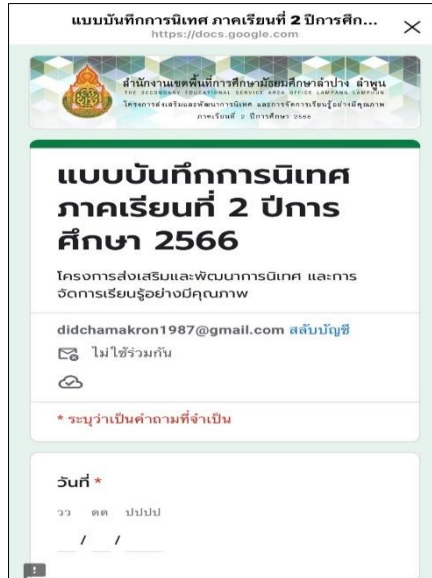 แบบบันทึกการนิเทศ ภาคเรียนที่ 2 ปีการศึก...
https://docs.google.com
สำนักงานเขตพื้นที่การศึกษามัธยมศึกษาลำปาง ลำพูน
THE SECONDARY EDUCATIONAL SERVICE AREA OFFICE LAMPANG LAMPHUN
โครงการส่งเสริมและพัฒนาการนิเทศ และการจัดการเรียนรู้อย่างมีคุณภาพ
ภาคเรียนที่ 2 ปีการศึกษา 2566
แบบบันทึกการนิเทศ
ภาคเรียนที่ 2 ปีการ
ศึกษา 2566
โครงการส่งเสริมและพัฒนาการนิเทศ และการ
จัดการเรียนรู้อย่างมีคุณภาพ
didchamakron1987@gmail.com สลับบัญชี
ไม่ใช้ร่วมกัน
* ระบุว่าเป็นคำถามที่จำเป็น
วันที่ *
วว ดด ปปปป
/ /